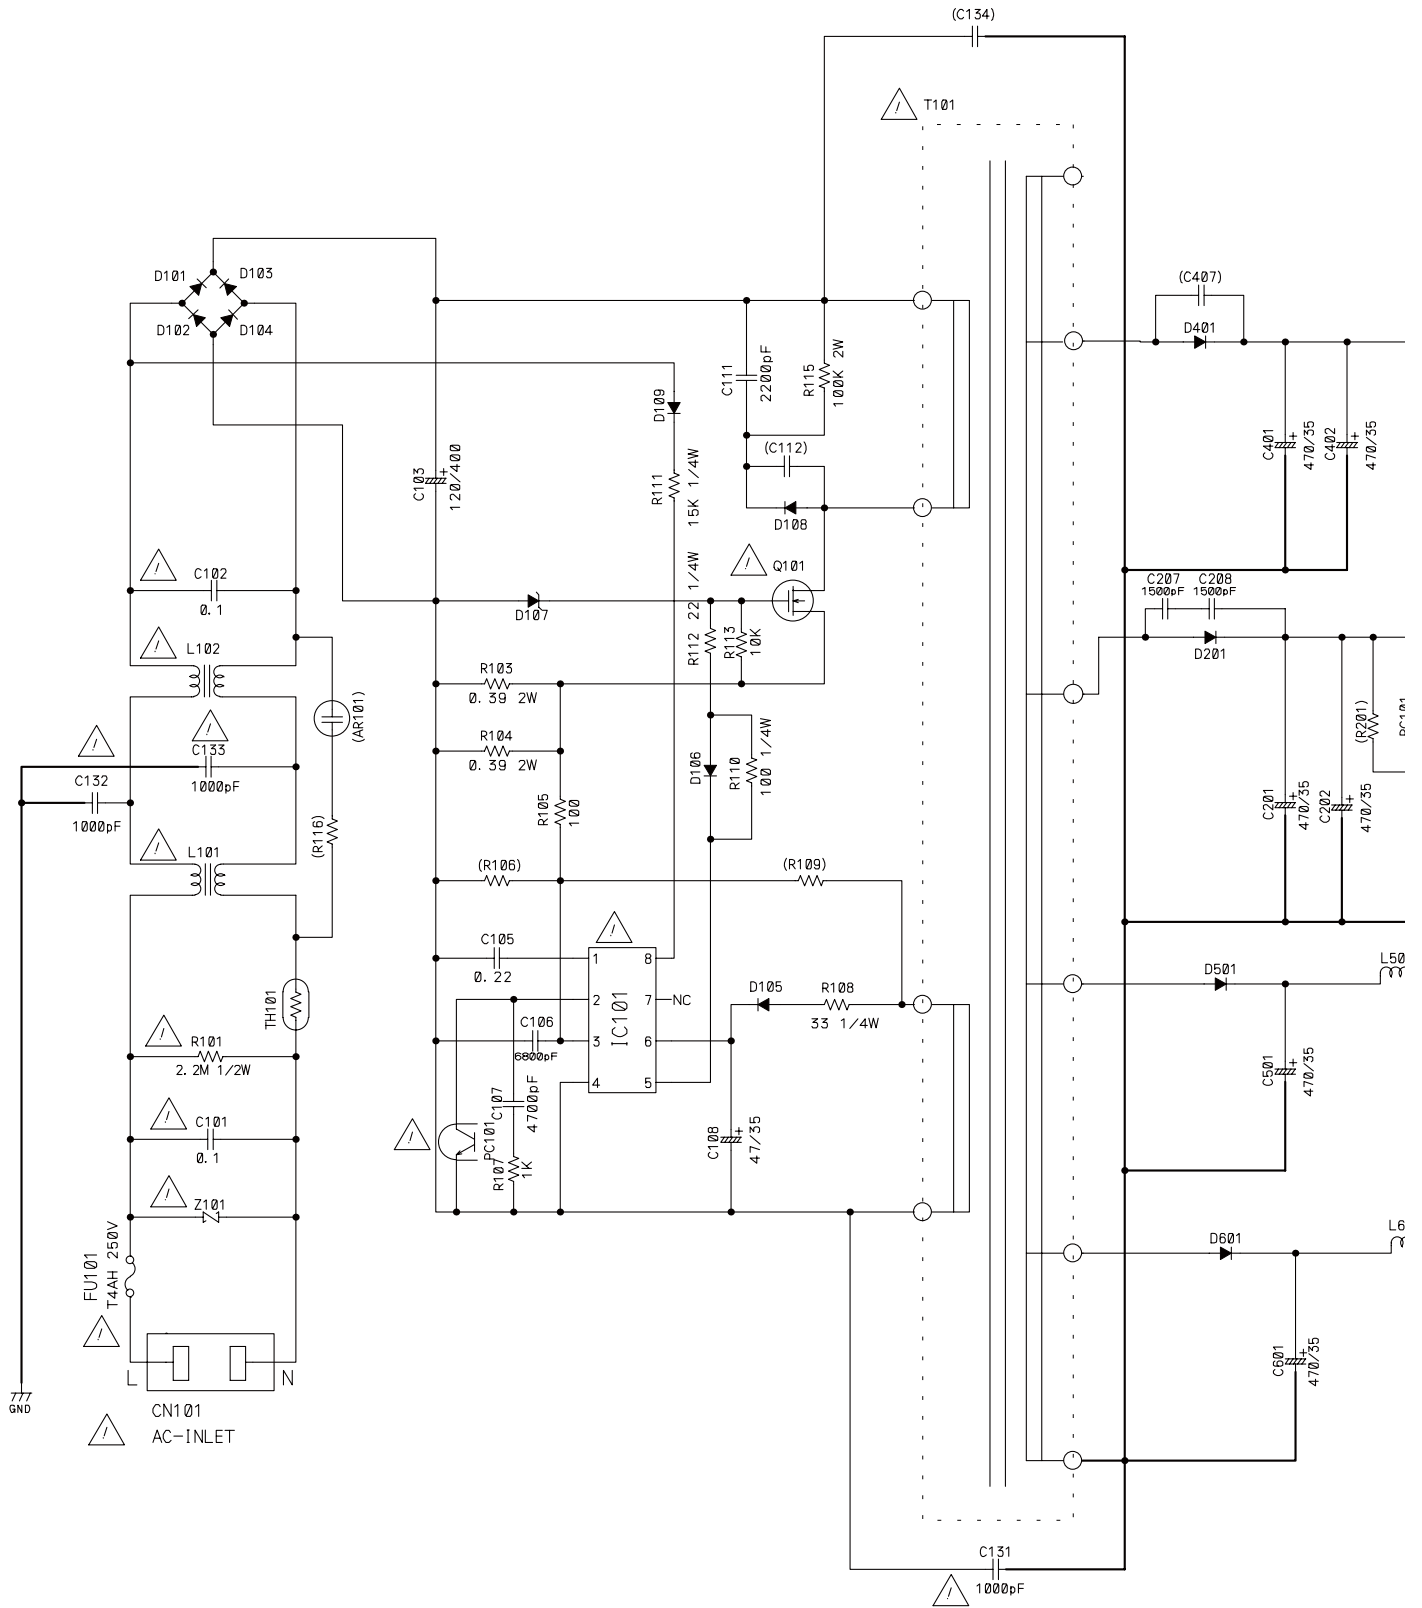 (C134)
T101
D101
D103
D102
D104
(C407)
D401
C111
2200pF
R115
100K 2W
D109
(C112)
D108
C401
470/35
C402
470/35
C103
120/400
R111
15K 1/4W
Q101
C102
0.1
D107
R112
22 1/4W
R113
10K
C207
1500pF
C208
1500pF
D201
L102
R103
0.39 2W
(AR101)
(R201)
PC101
C133
1000pF
R104
0.39 2W
D106
R110
100 1/4W
C132
1000pF
R105
100
C201
470/35
C202
470/35
L101
(R116)
(R106)
(R109)
C105
0.22
1
2
3
4
8
7
6
5
IC101
NC
D105
R108
33 1/4W
D501
L50
TH101
C106
6800pF
R101
2.2M 1/2W
C107
4700pF
C501
470/35
C101
0.1
PC101
R107
1K
C108
47/35
Z101
D601
L6
FU101
T4AH 250V
C601
470/35
L
N
GND
CN101
AC-INLET
C131
1000pF